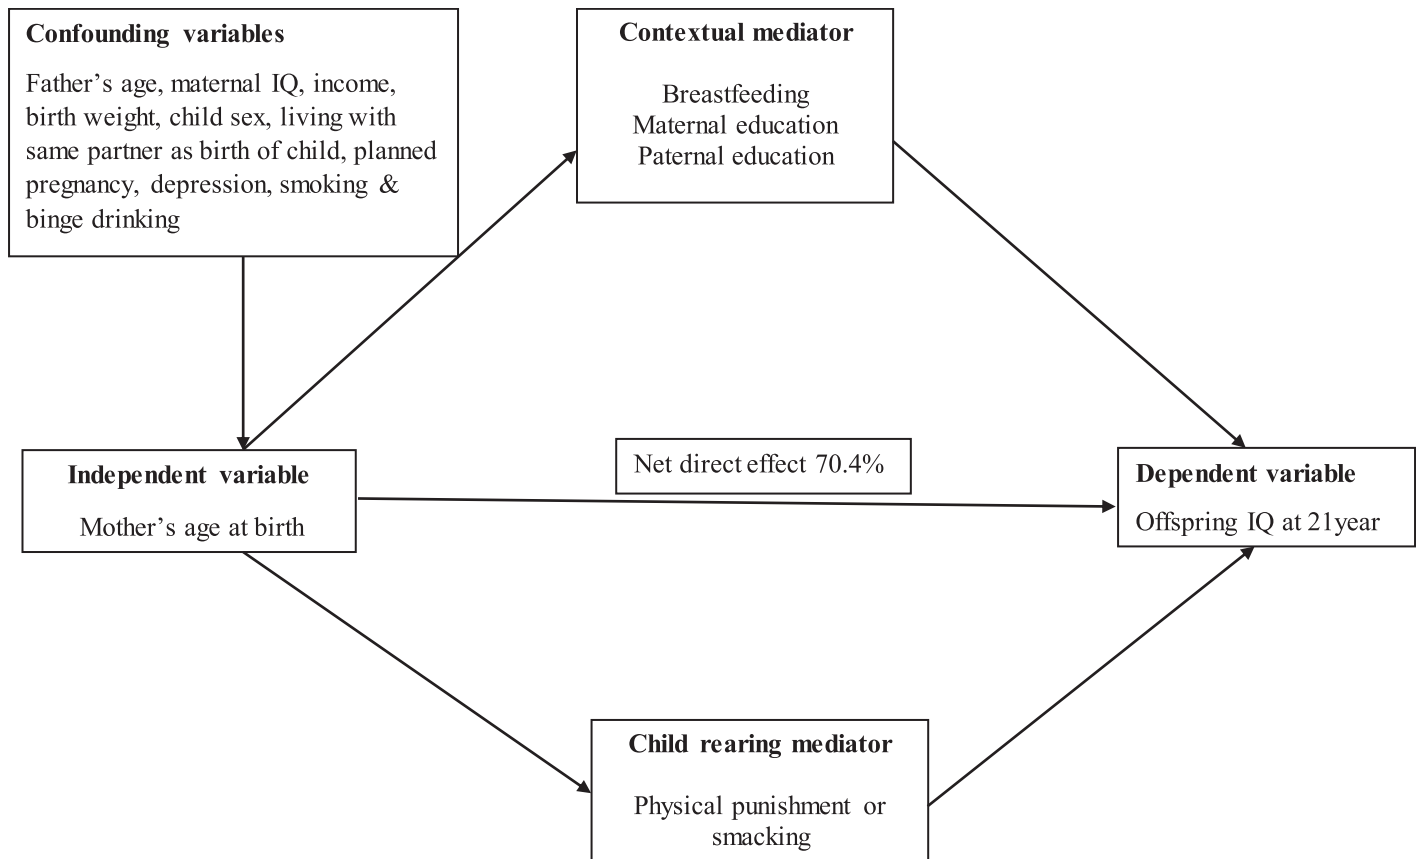 Confounding variables
Father’s age, maternal IQ, income,
birth weight, child sex, living with
same partner as birth of child, planned
pregnancy, depression, smoking &
binge drinking
Contextual mediator
Breastfeeding
Maternal education
Paternal education
Independent variable
Mother’s age at birth
Net direct effect 70.4%
Dependent variable
Offspring IQ at 21year
Child rearing mediator
Physical punishment or
smacking